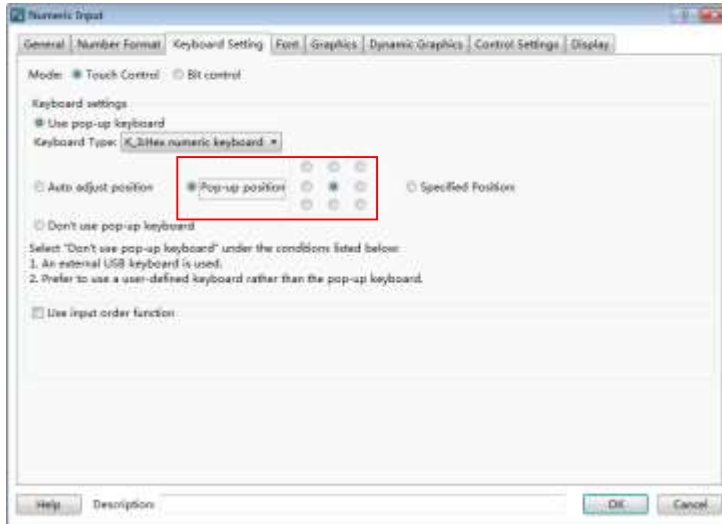 Numeric Input
General Number Format Keyboard Setting Font Graphics Dynamic Graphics Control Settings Display
Mode: Touch Control Bit control
Keyboard settings
Use pop-up keyboard
Keyboard Type: K_2:Hex numeric keyboard
Auto adjust position Pop-up position Specified Position
Don't use pop-up keyboard
Select "Don't use pop-up keyboard" under the conditions listed below:
1. An external USB keyboard is used.
2. Prefer to use a user-defined keyboard rather than the pop-up keyboard.
Use input order function
Help Description: OK Cancel